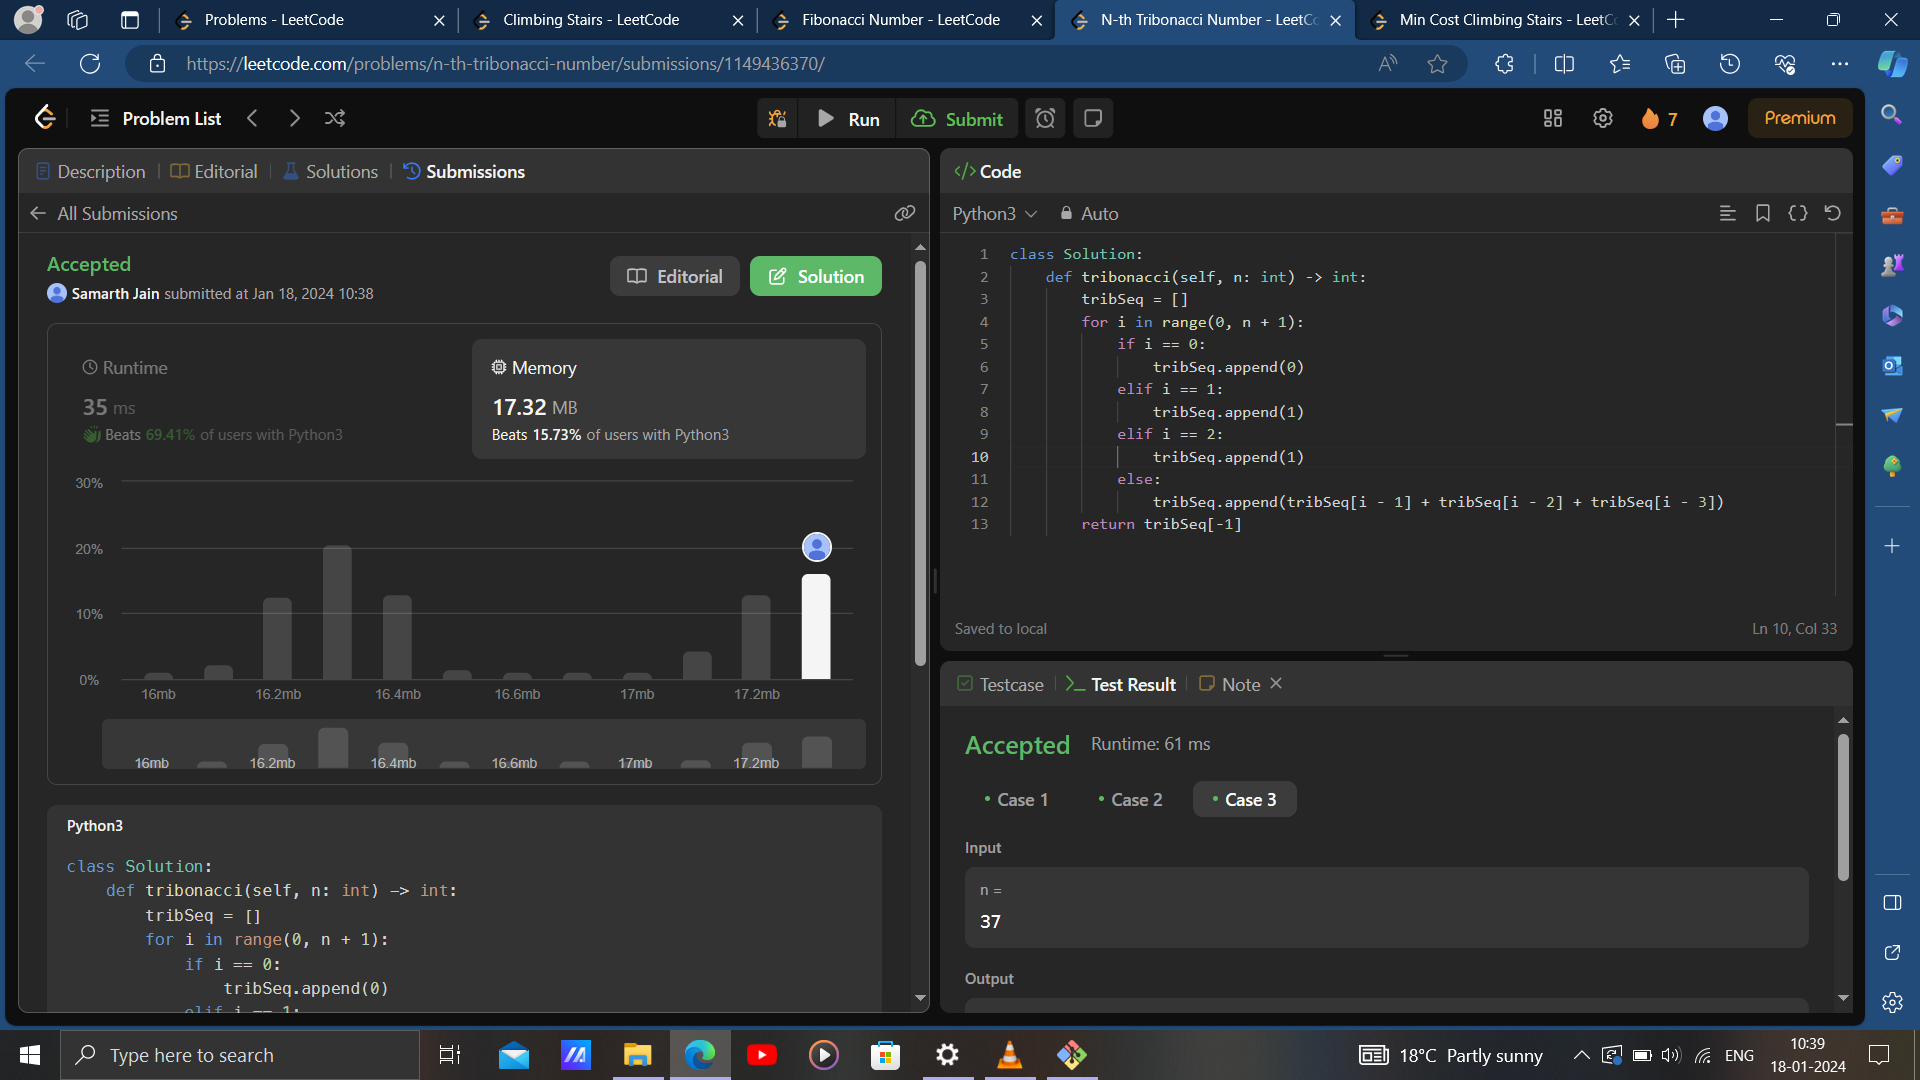 Problems - LeetCode
Climbing Stairs - LeetCode
Fibonacci Number - LeetCode
N-th Tribonacci Number - LeetCo
Min Cost Climbing Stairs - LeetCo
https://leetcode.com/problems/n-th-tribonacci-number/submissions/1149436370/
Problem List
Run
Submit
7
Premium
Description
Editorial
Solutions
Submissions
All Submissions
Accepted
Samarth Jain submitted at Jan 18, 2024 10:38
Editorial
Solution
Runtime
35 ms
Beats 69.41% of users with Python3
Memory
17.32 MB
Beats 15.73% of users with Python3
30%
20%
10%
0%
16mb 16.2mb 16.4mb 16.6mb 17mb 17.2mb
16mb 16.2mb 16.4mb 16.6mb 17mb 17.2mb
Python3
class Solution:
    def tribonacci(self, n: int) -> int:
        tribSeq = []
        for i in range(0, n + 1):
            if i == 0:
                tribSeq.append(0)
            elif i == 1:
</> Code
Python3
Auto
1 class Solution:
2     def tribonacci(self, n: int) -> int:
3         tribSeq = []
4         for i in range(0, n + 1):
5             if i == 0:
6                 tribSeq.append(0)
7             elif i == 1:
8                 tribSeq.append(1)
9             elif i == 2:
10                 tribSeq.append(1)
11             else:
12                 tribSeq.append(tribSeq[i - 1] + tribSeq[i - 2] + tribSeq[i - 3])
13         return tribSeq[-1]
Saved to local
Ln 10, Col 33
Testcase
Test Result
Note
Accepted
Runtime: 61 ms
Case 1
Case 2
Case 3
Input
n =
37
Output
Type here to search
18°C Partly sunny
ENG
10:39
18-01-2024